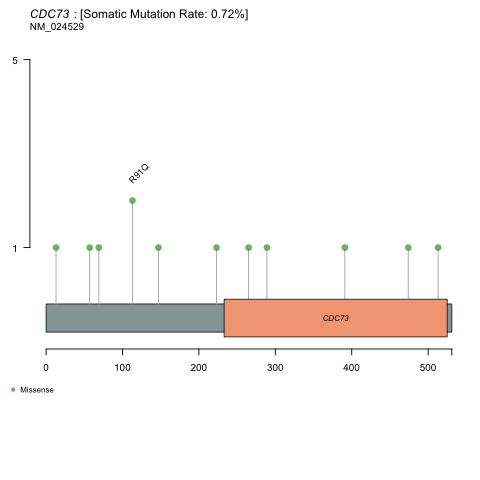 CDC73 : [Somatic Mutation Rate: 0.72%]
NM_024529
5
R91Q
1
CDC73
0 100 200 300 400 500
Missense